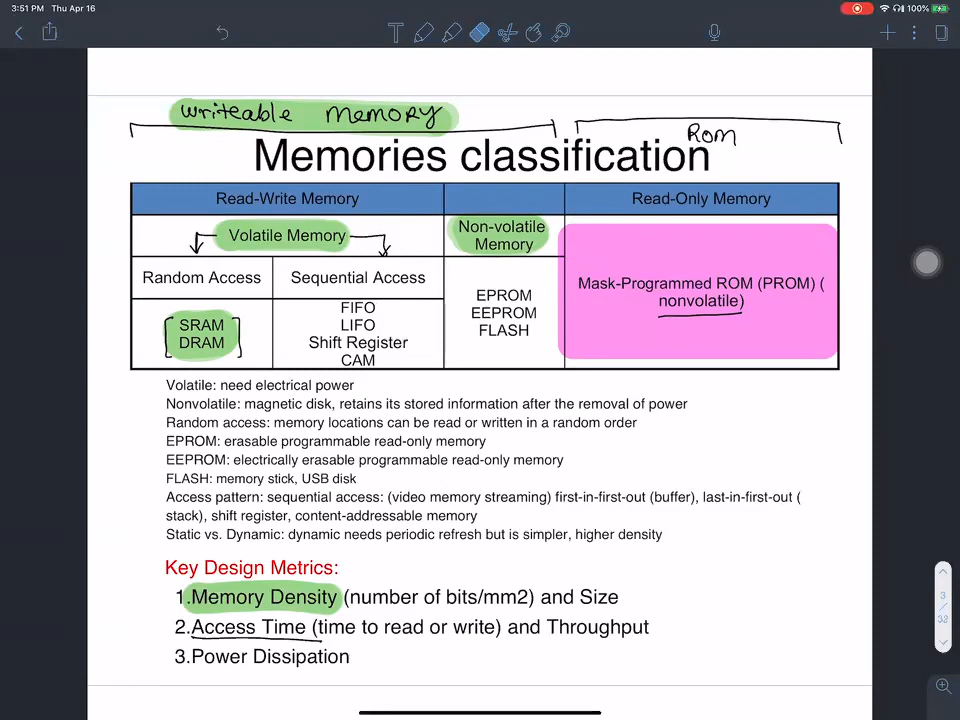 3:51 PM Thu Apr 16
100%
writeable memory
Rom
Memories classification
Read-Write Memory
Read-Only Memory
Volatile Memory
Non-volatile
Memory
Random Access
Sequential Access
Mask-Programmed ROM (PROM) (
nonvolatile)
SRAM
DRAM
FIFO
LIFO
Shift Register
CAM
EPROM
EEPROM
FLASH
Volatile: need electrical power
Nonvolatile: magnetic disk, retains its stored information after the removal of power
Random access: memory locations can be read or written in a random order
EPROM: erasable programmable read-only memory
EEPROM: electrically erasable programmable read-only memory
FLASH: memory stick, USB disk
Access pattern: sequential access: (video memory streaming) first-in-first-out (buffer), last-in-first-out (
stack), shift register, content-addressable memory
Static vs. Dynamic: dynamic needs periodic refresh but is simpler, higher density
Key Design Metrics:
1.Memory Density (number of bits/mm2) and Size
2.Access Time (time to read or write) and Throughput
3.Power Dissipation
3
/
33